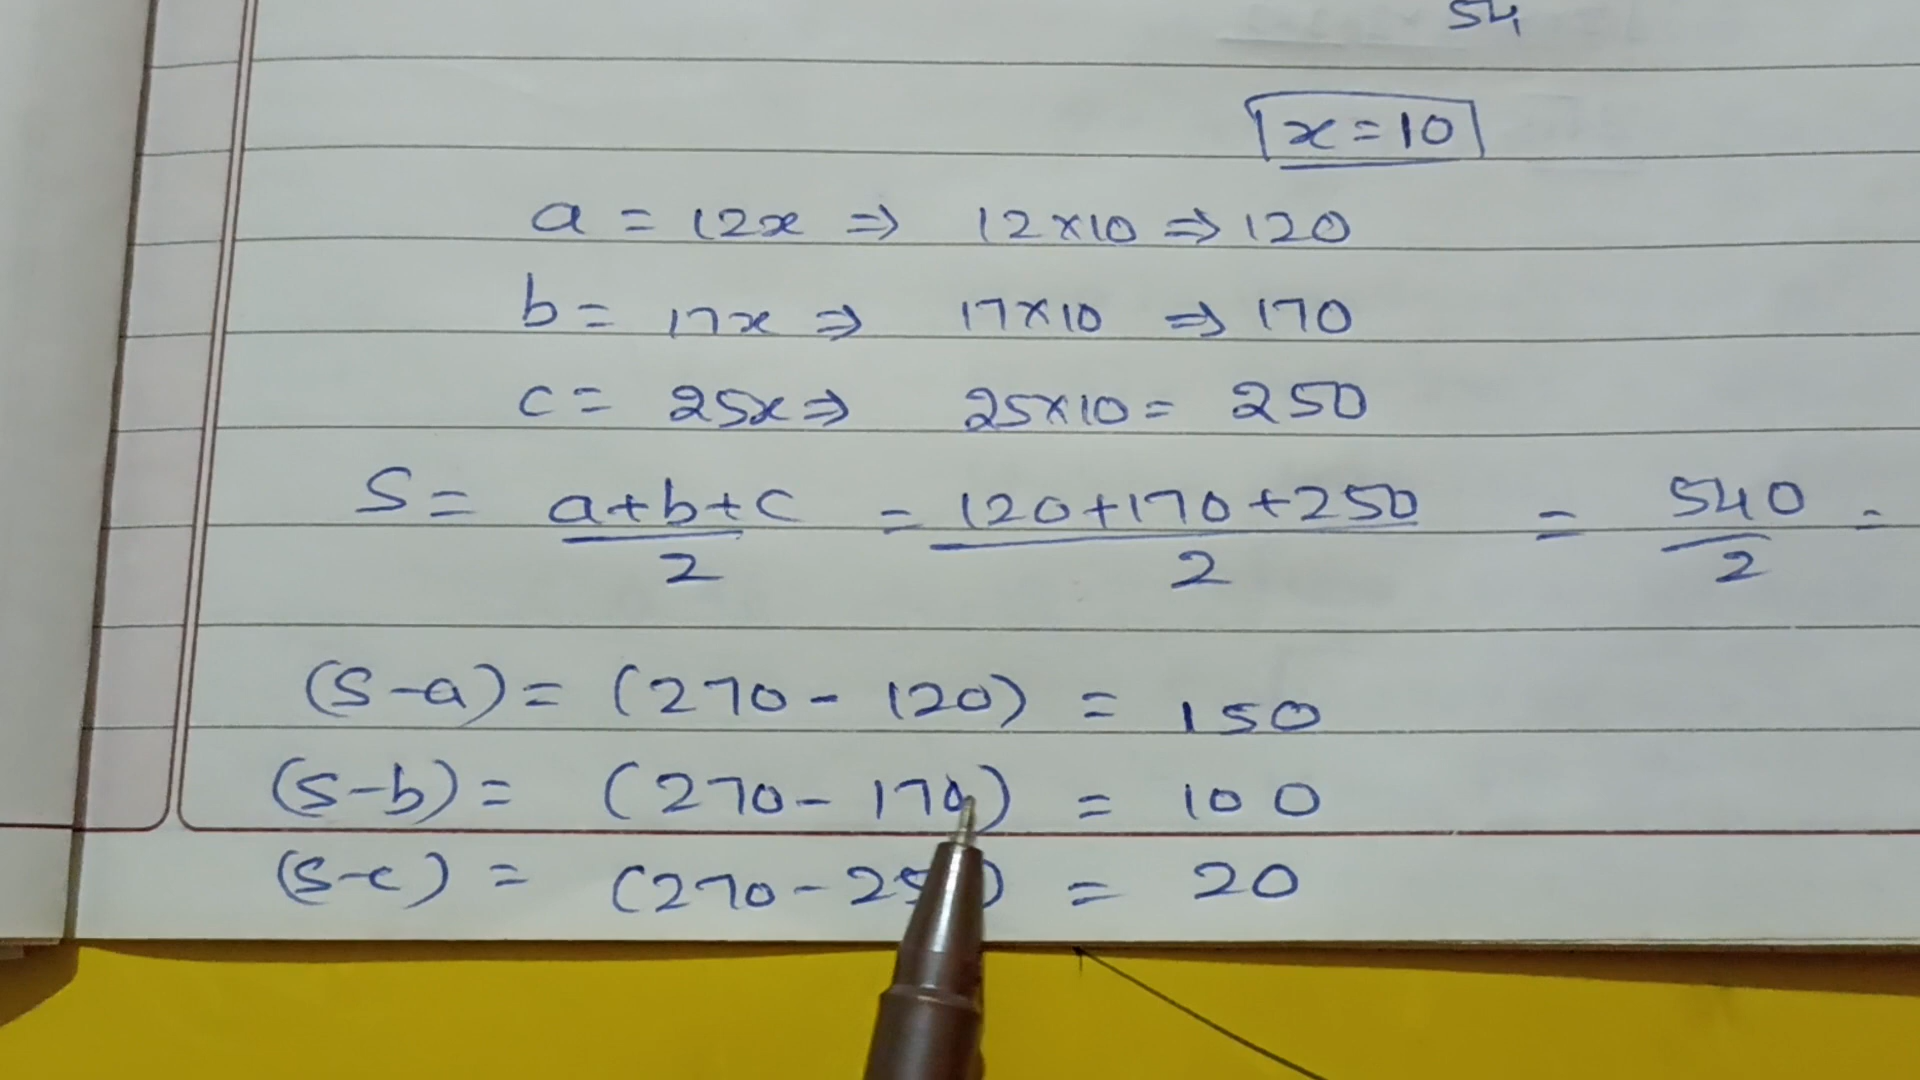 54
x = 10
a = 12x ⇒ 12×10 ⇒ 120
b = 17x ⇒ 17×10 ⇒ 170
c = 25x ⇒ 25×10 = 250
S = a+b+c/2 = 120+170+250/2 = 540/2 =
(S-a) = (270 - 120) = 150
(S-b) = (270 - 170) = 100
(S-c) = (270 - 250) = 20